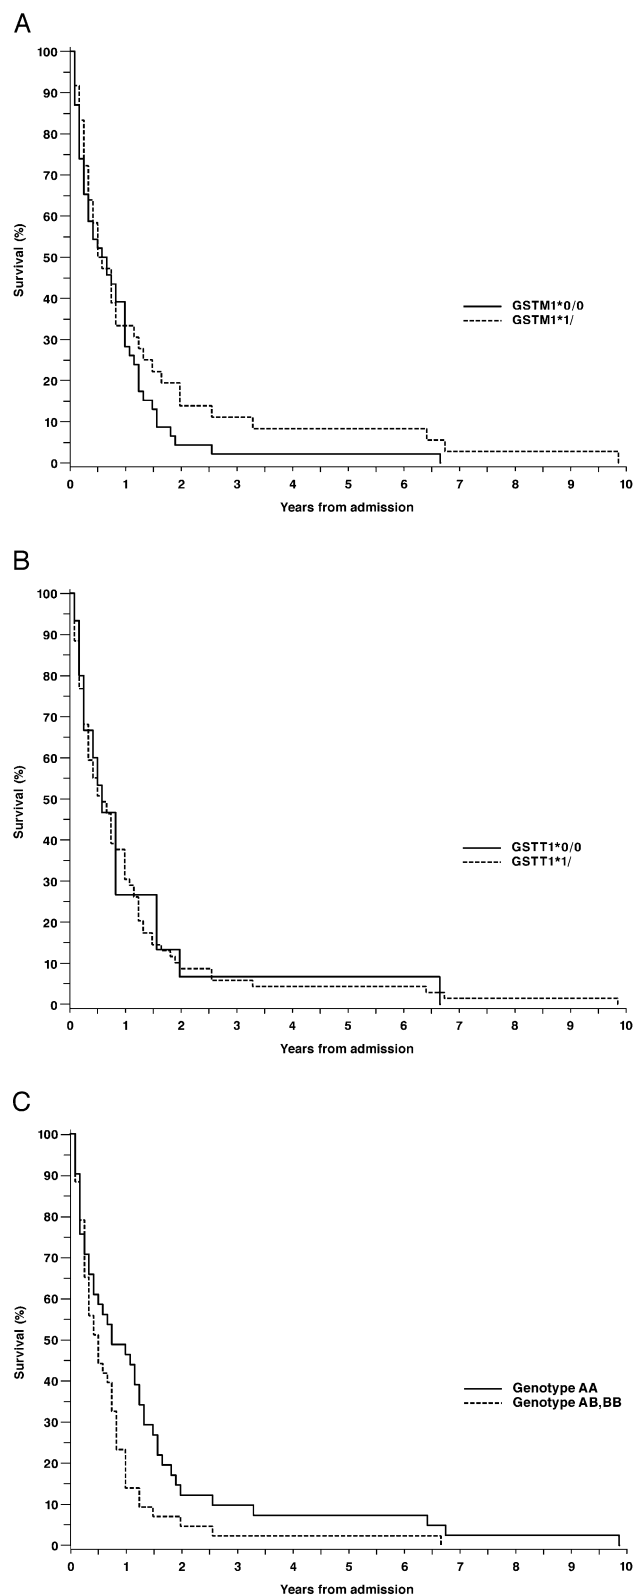 A
100
90
80
70
60
50
40
30
20
10
0
Survival (%)
GSTM1*0/0
GSTM1*1/
0 1 2 3 4 5 6 7 8 9 10
Years from admission
B
100
90
80
70
60
50
40
30
20
10
0
Survival (%)
GSTT1*0/0
GSTT1*1/
0 1 2 3 4 5 6 7 8 9 10
Years from admission
C
100
90
80
70
60
50
40
30
20
10
0
Survival (%)
Genotype AA
Genotype AB,BB
0 1 2 3 4 5 6 7 8 9 10
Years from admission